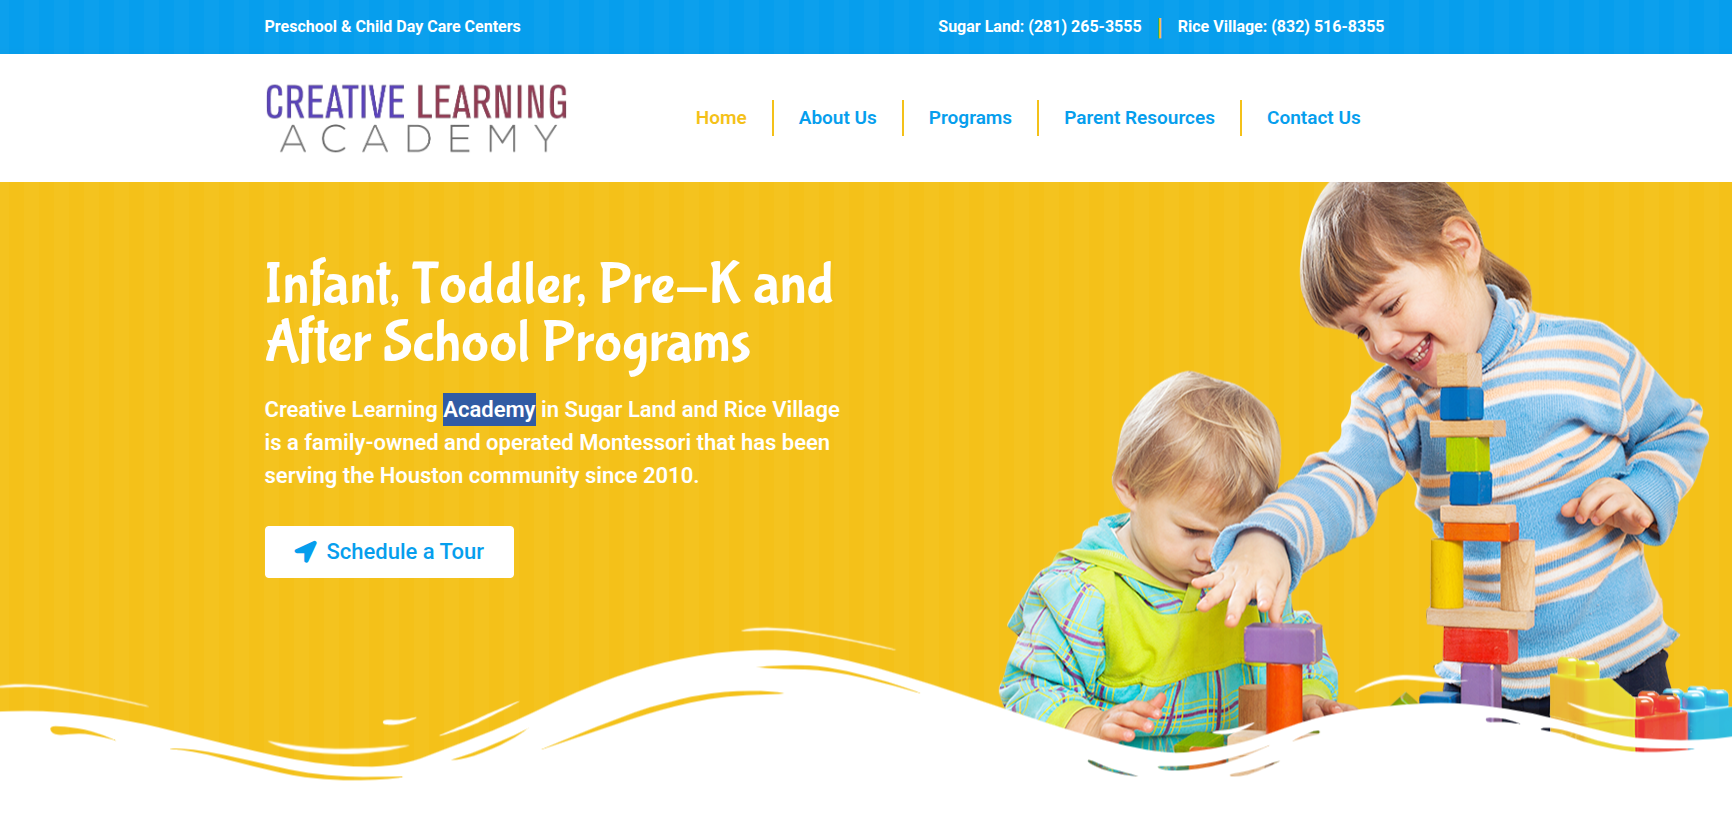 Preschool & Child Day Care Centers
Sugar Land: (281) 265-3555
Rice Village: (832) 516-8355
CREATIVE LEARNING
ACADEMY
Home
About Us
Programs
Parent Resources
Contact Us
Infant, Toddler, Pre-K and
After School Programs
Creative Learning Academy in Sugar Land and Rice Village
is a family-owned and operated Montessori that has been
serving the Houston community since 2010.
Schedule a Tour